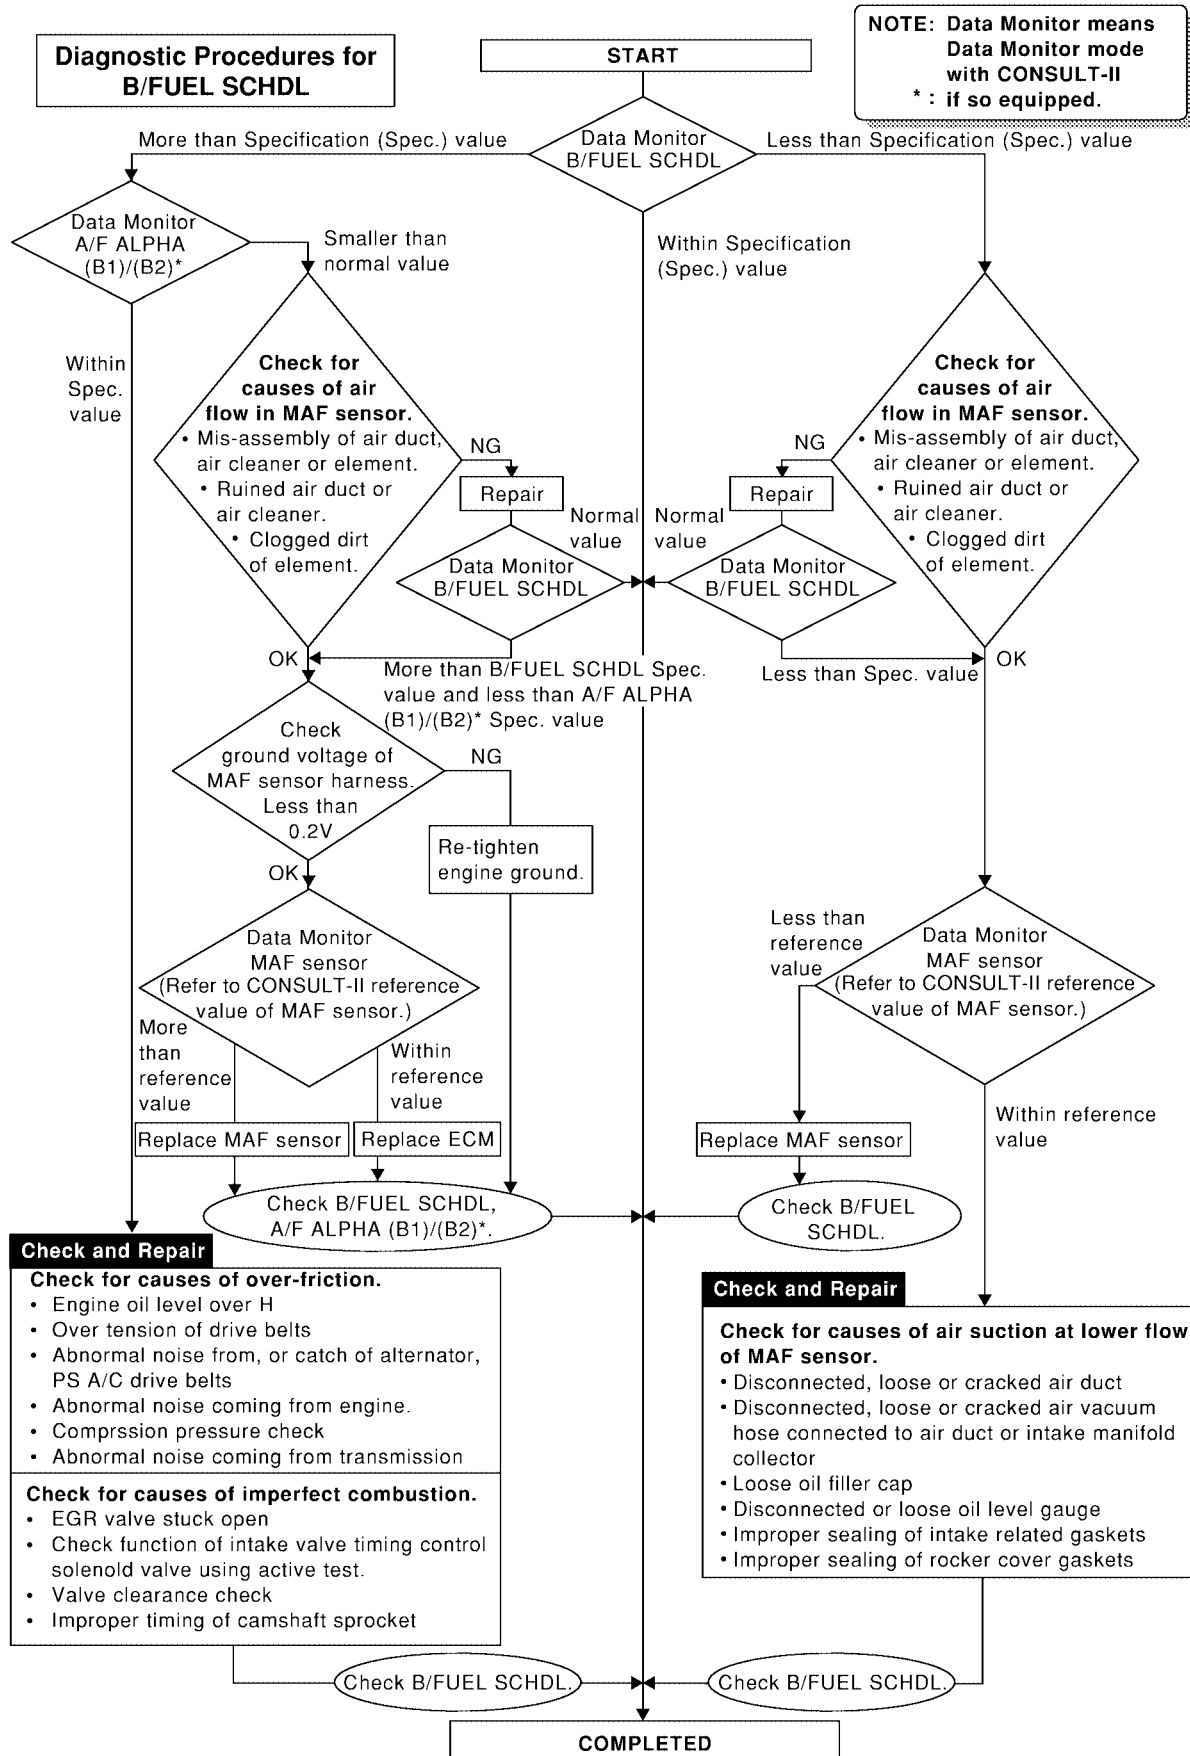 Diagnostic Procedures for
B/FUEL SCHDL
START
NOTE: Data Monitor means
Data Monitor mode
with CONSULT-II
* : if so equipped.
More than Specification (Spec.) value
Data Monitor
B/FUEL SCHDL
Less than Specification (Spec.) value
Data Monitor
A/F ALPHA
(B1)/(B2)*
Smaller than
normal value
Within Specification
(Spec.) value
Within
Spec.
value
Check for
causes of air
flow in MAF sensor.
• Mis-assembly of air duct,
air cleaner or element.
• Ruined air duct or
air cleaner.
• Clogged dirt
of element.
NG
Repair
Normal
value
Data Monitor
B/FUEL SCHDL
Normal
value
NG
Repair
Data Monitor
B/FUEL SCHDL
Check for
causes of air
flow in MAF sensor.
• Mis-assembly of air duct,
air cleaner or element.
• Ruined air duct or
air cleaner.
• Clogged dirt
of element.
OK
More than B/FUEL SCHDL Spec.
value and less than A/F ALPHA
(B1)/(B2)* Spec. value
Less than Spec. value
OK
Check
ground voltage of
MAF sensor harness.
Less than
0.2V
NG
Re-tighten
engine ground.
OK
Data Monitor
MAF sensor
(Refer to CONSULT-II reference
value of MAF sensor.)
Less than
reference
value
Data Monitor
MAF sensor
(Refer to CONSULT-II reference
value of MAF sensor.)
More
than
reference
value
Within
reference
value
Within reference
value
Replace MAF sensor
Replace ECM
Replace MAF sensor
Check B/FUEL SCHDL,
A/F ALPHA (B1)/(B2)*.
Check B/FUEL
SCHDL.
Check and Repair
Check for causes of over-friction.
• Engine oil level over H
• Over tension of drive belts
• Abnormal noise from, or catch of alternator,
PS A/C drive belts
• Abnormal noise coming from engine.
• Comprssion pressure check
• Abnormal noise coming from transmission
Check for causes of imperfect combustion.
• EGR valve stuck open
• Check function of intake valve timing control
solenold valve using active test.
• Valve clearance check
• Improper timing of camshaft sprocket
Check and Repair
Check for causes of air suction at lower flow
of MAF sensor.
• Disconnected, loose or cracked air duct
• Disconnected, loose or cracked air vacuum
hose connected to air duct or intake manifold
collector
• Loose oil filler cap
• Disconnected or loose oil level gauge
• Improper sealing of intake related gaskets
• Improper sealing of rocker cover gaskets
Check B/FUEL SCHDL.
Check B/FUEL SCHDL.
COMPLETED